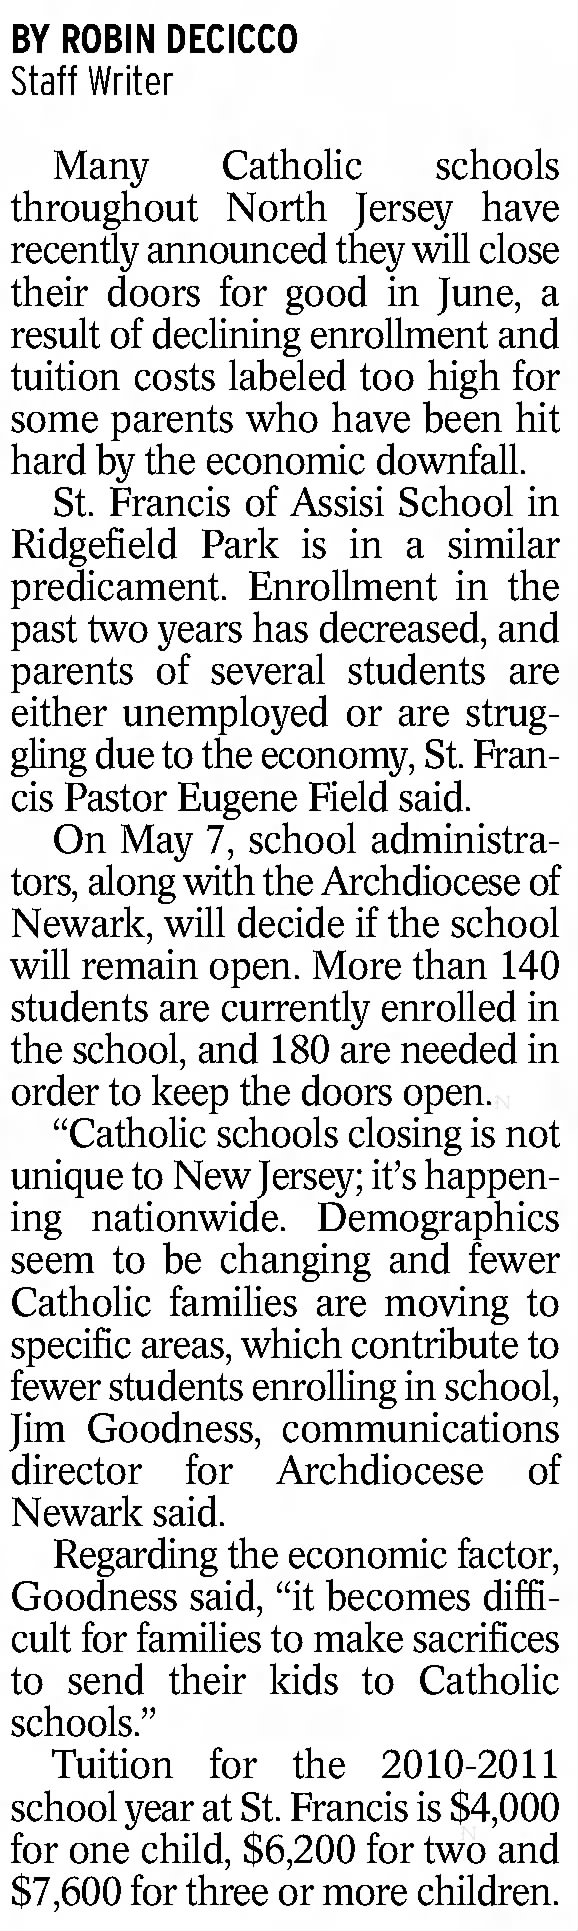 BY ROBIN DECICCO
Staff Writer
Many Catholic schools
throughout North Jersey have
recently announced they will close
their doors for good in June, a
result of declining enrollment and
tuition costs labeled too high for
some parents who have been hit
hard by the economic downfall.
St. Francis of Assisi School in
Ridgefield Park is in a similar
predicament. Enrollment in the
past two years has decreased, and
parents of several students are
either unemployed or are strug-
gling due to the economy, St. Fran-
cis Pastor Eugene Field said.
On May 7, school administra-
tors, along with the Archdiocese of
Newark, will decide if the school
will remain open. More than 140
students are currently enrolled in
the school, and 180 are needed in
order to keep the doors open.
“Catholic schools closing is not
unique to New Jersey; it’s happen-
ing nationwide. Demographics
seem to be changing and fewer
Catholic families are moving to
specific areas, which contribute to
fewer students enrolling in school,
Jim Goodness, communications
director for Archdiocese of
Newark said.
Regarding the economic factor,
Goodness said, “it becomes diffi-
cult for families to make sacrifices
to send their kids to Catholic
schools.”
Tuition for the 2010-2011
school year at St. Francis is $4,000
for one child, $6,200 for two and
$7,600 for three or more children.